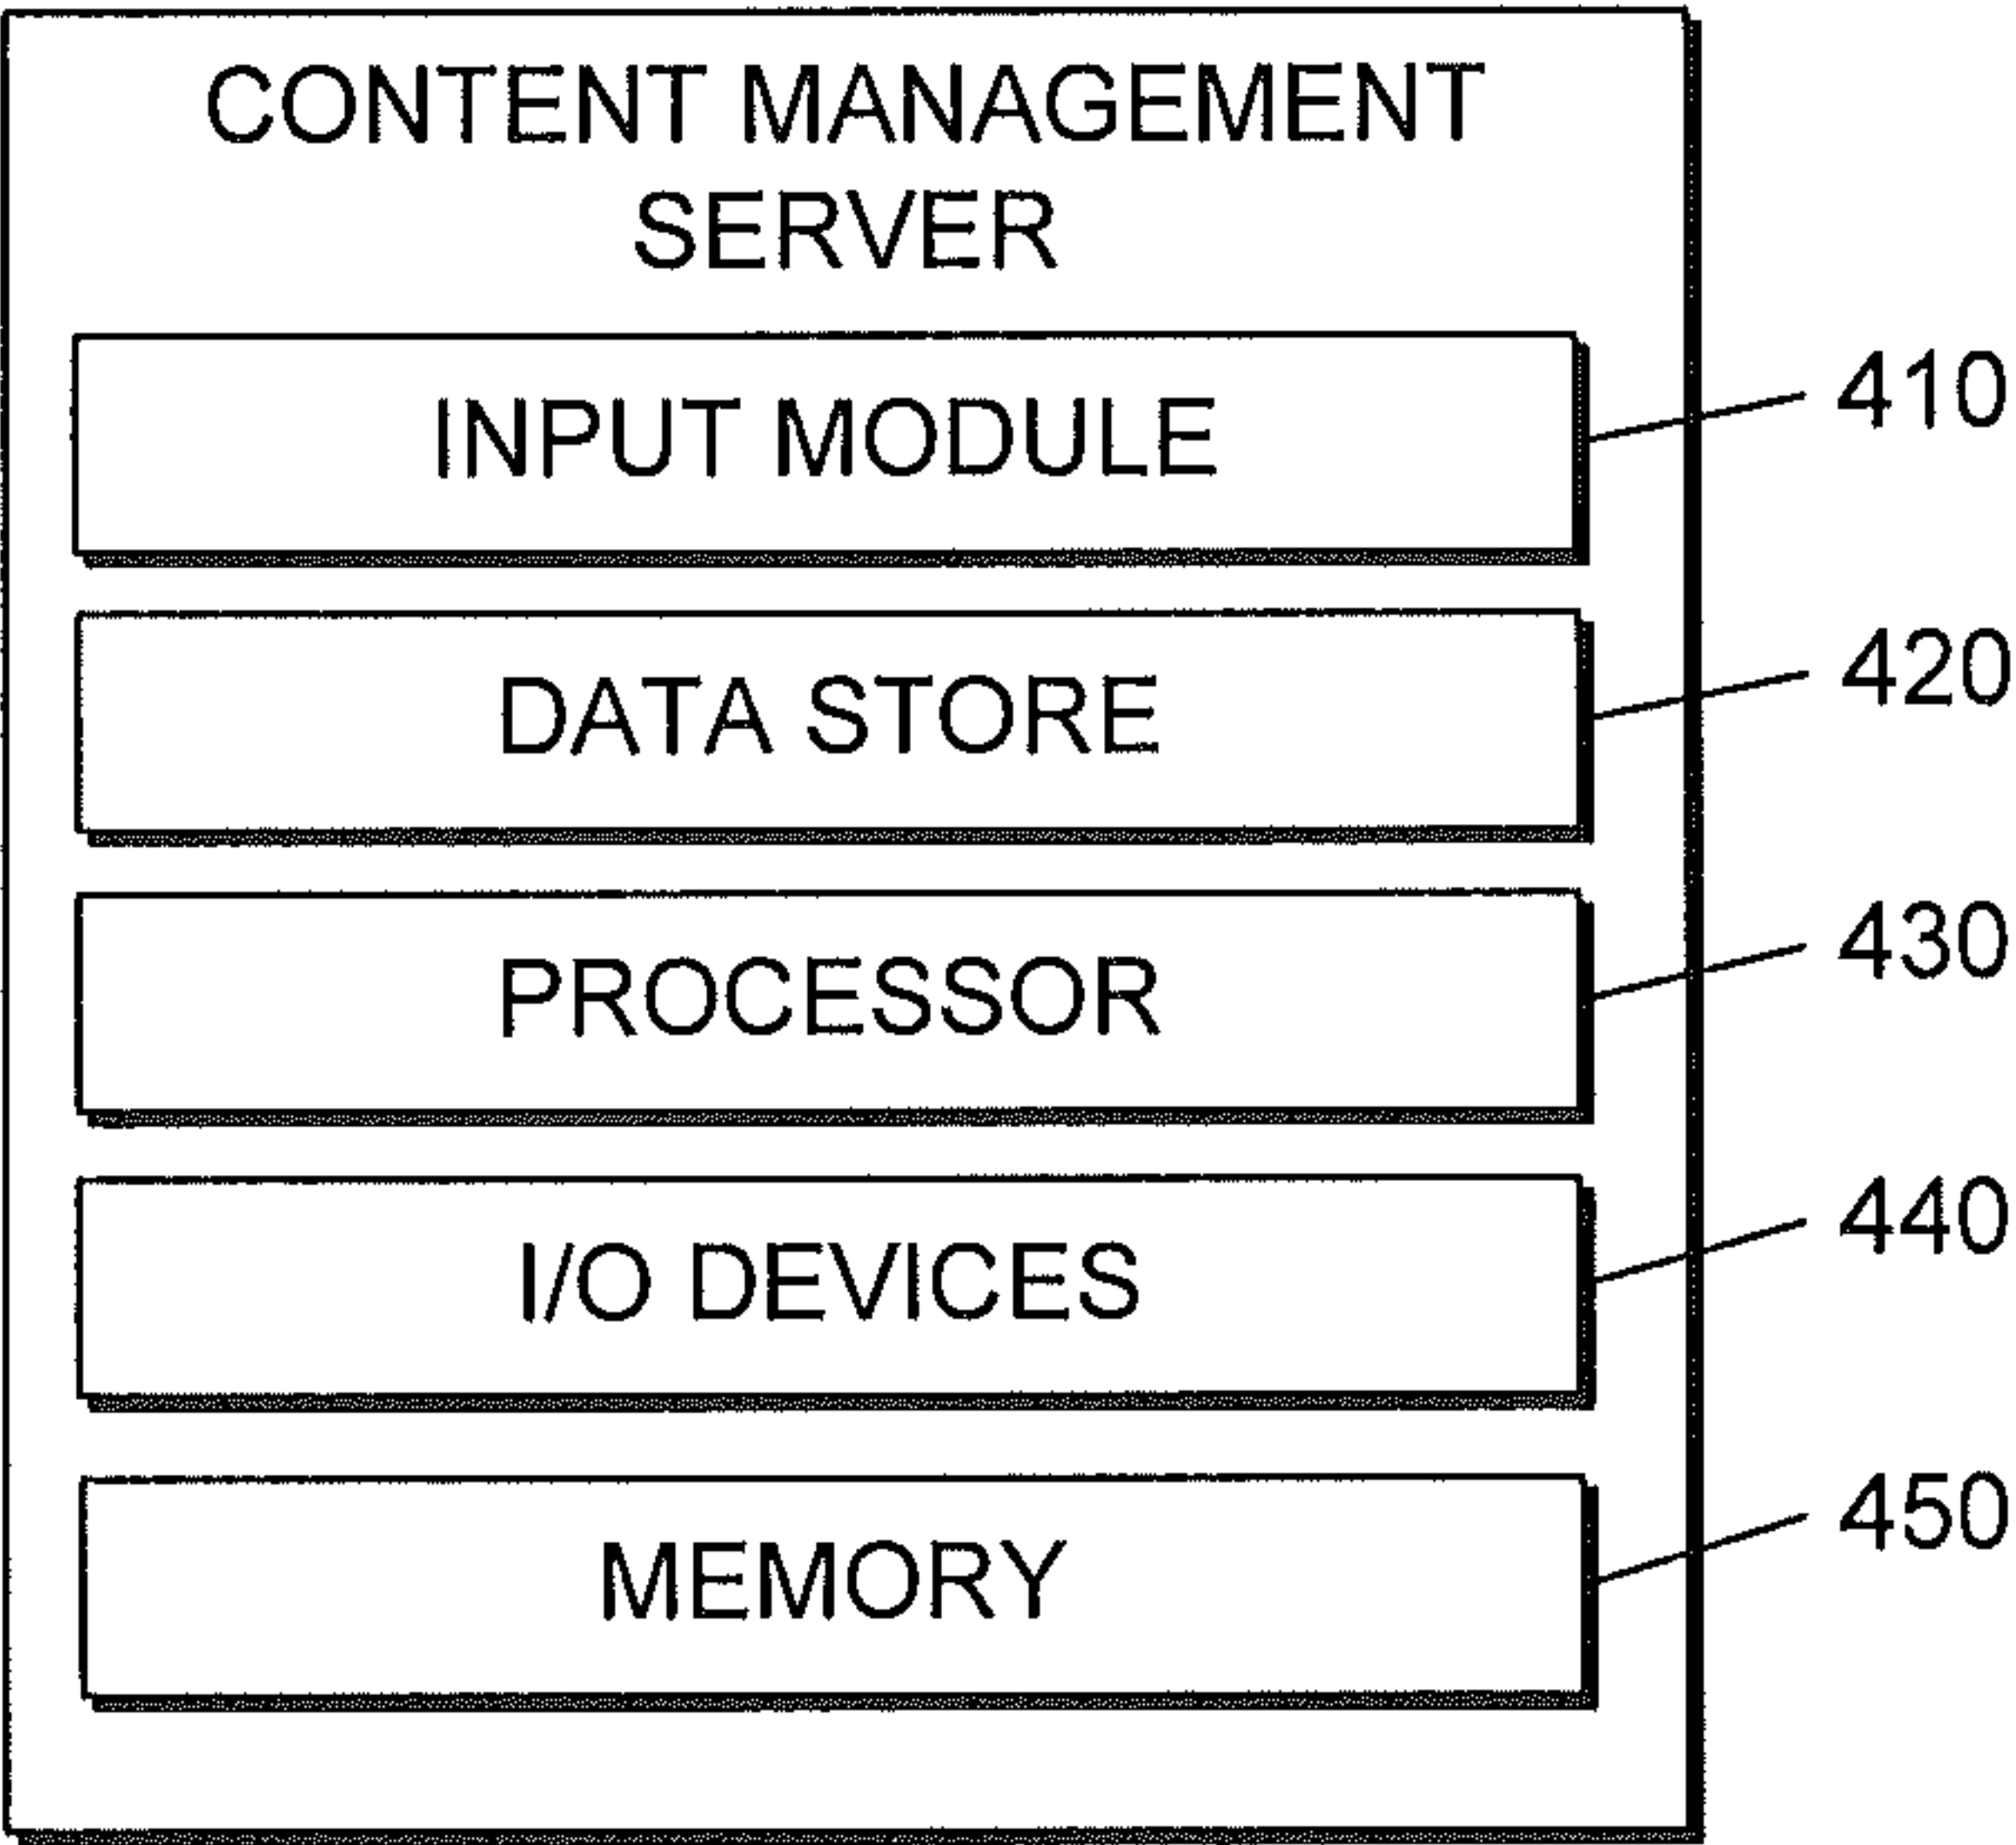 CONTENT MANAGEMENT
SERVER
INPUT MODULE
410
DATA STORE
420
PROCESSOR
430
I/O DEVICES
440
MEMORY
450